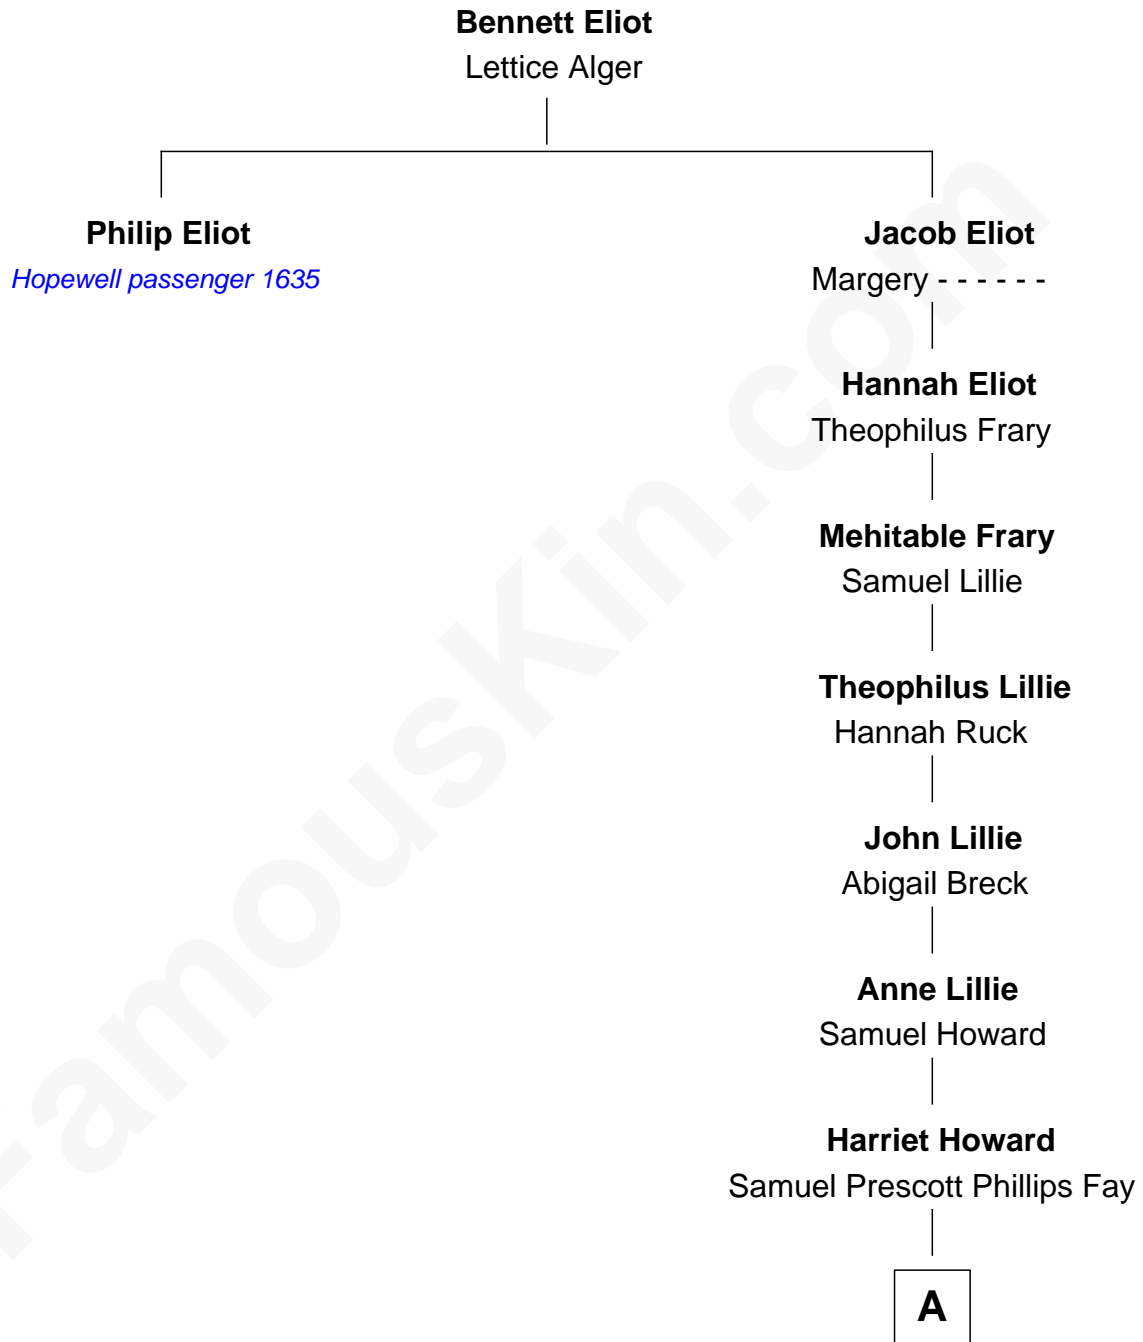 Bennett Eliot
Lettice Alger
Philip Eliot
Hopewell passenger 1635
Jacob Eliot
Margery - - - - - -
Hannah Eliot
Theophilus Frary
Mehitable Frary
Samuel Lillie
Theophilus Lillie
Hannah Ruck
John Lillie
Abigail Breck
Anne Lillie
Samuel Howard
Harriet Howard
Samuel Prescott Phillips Fay
A
FamousKin.com